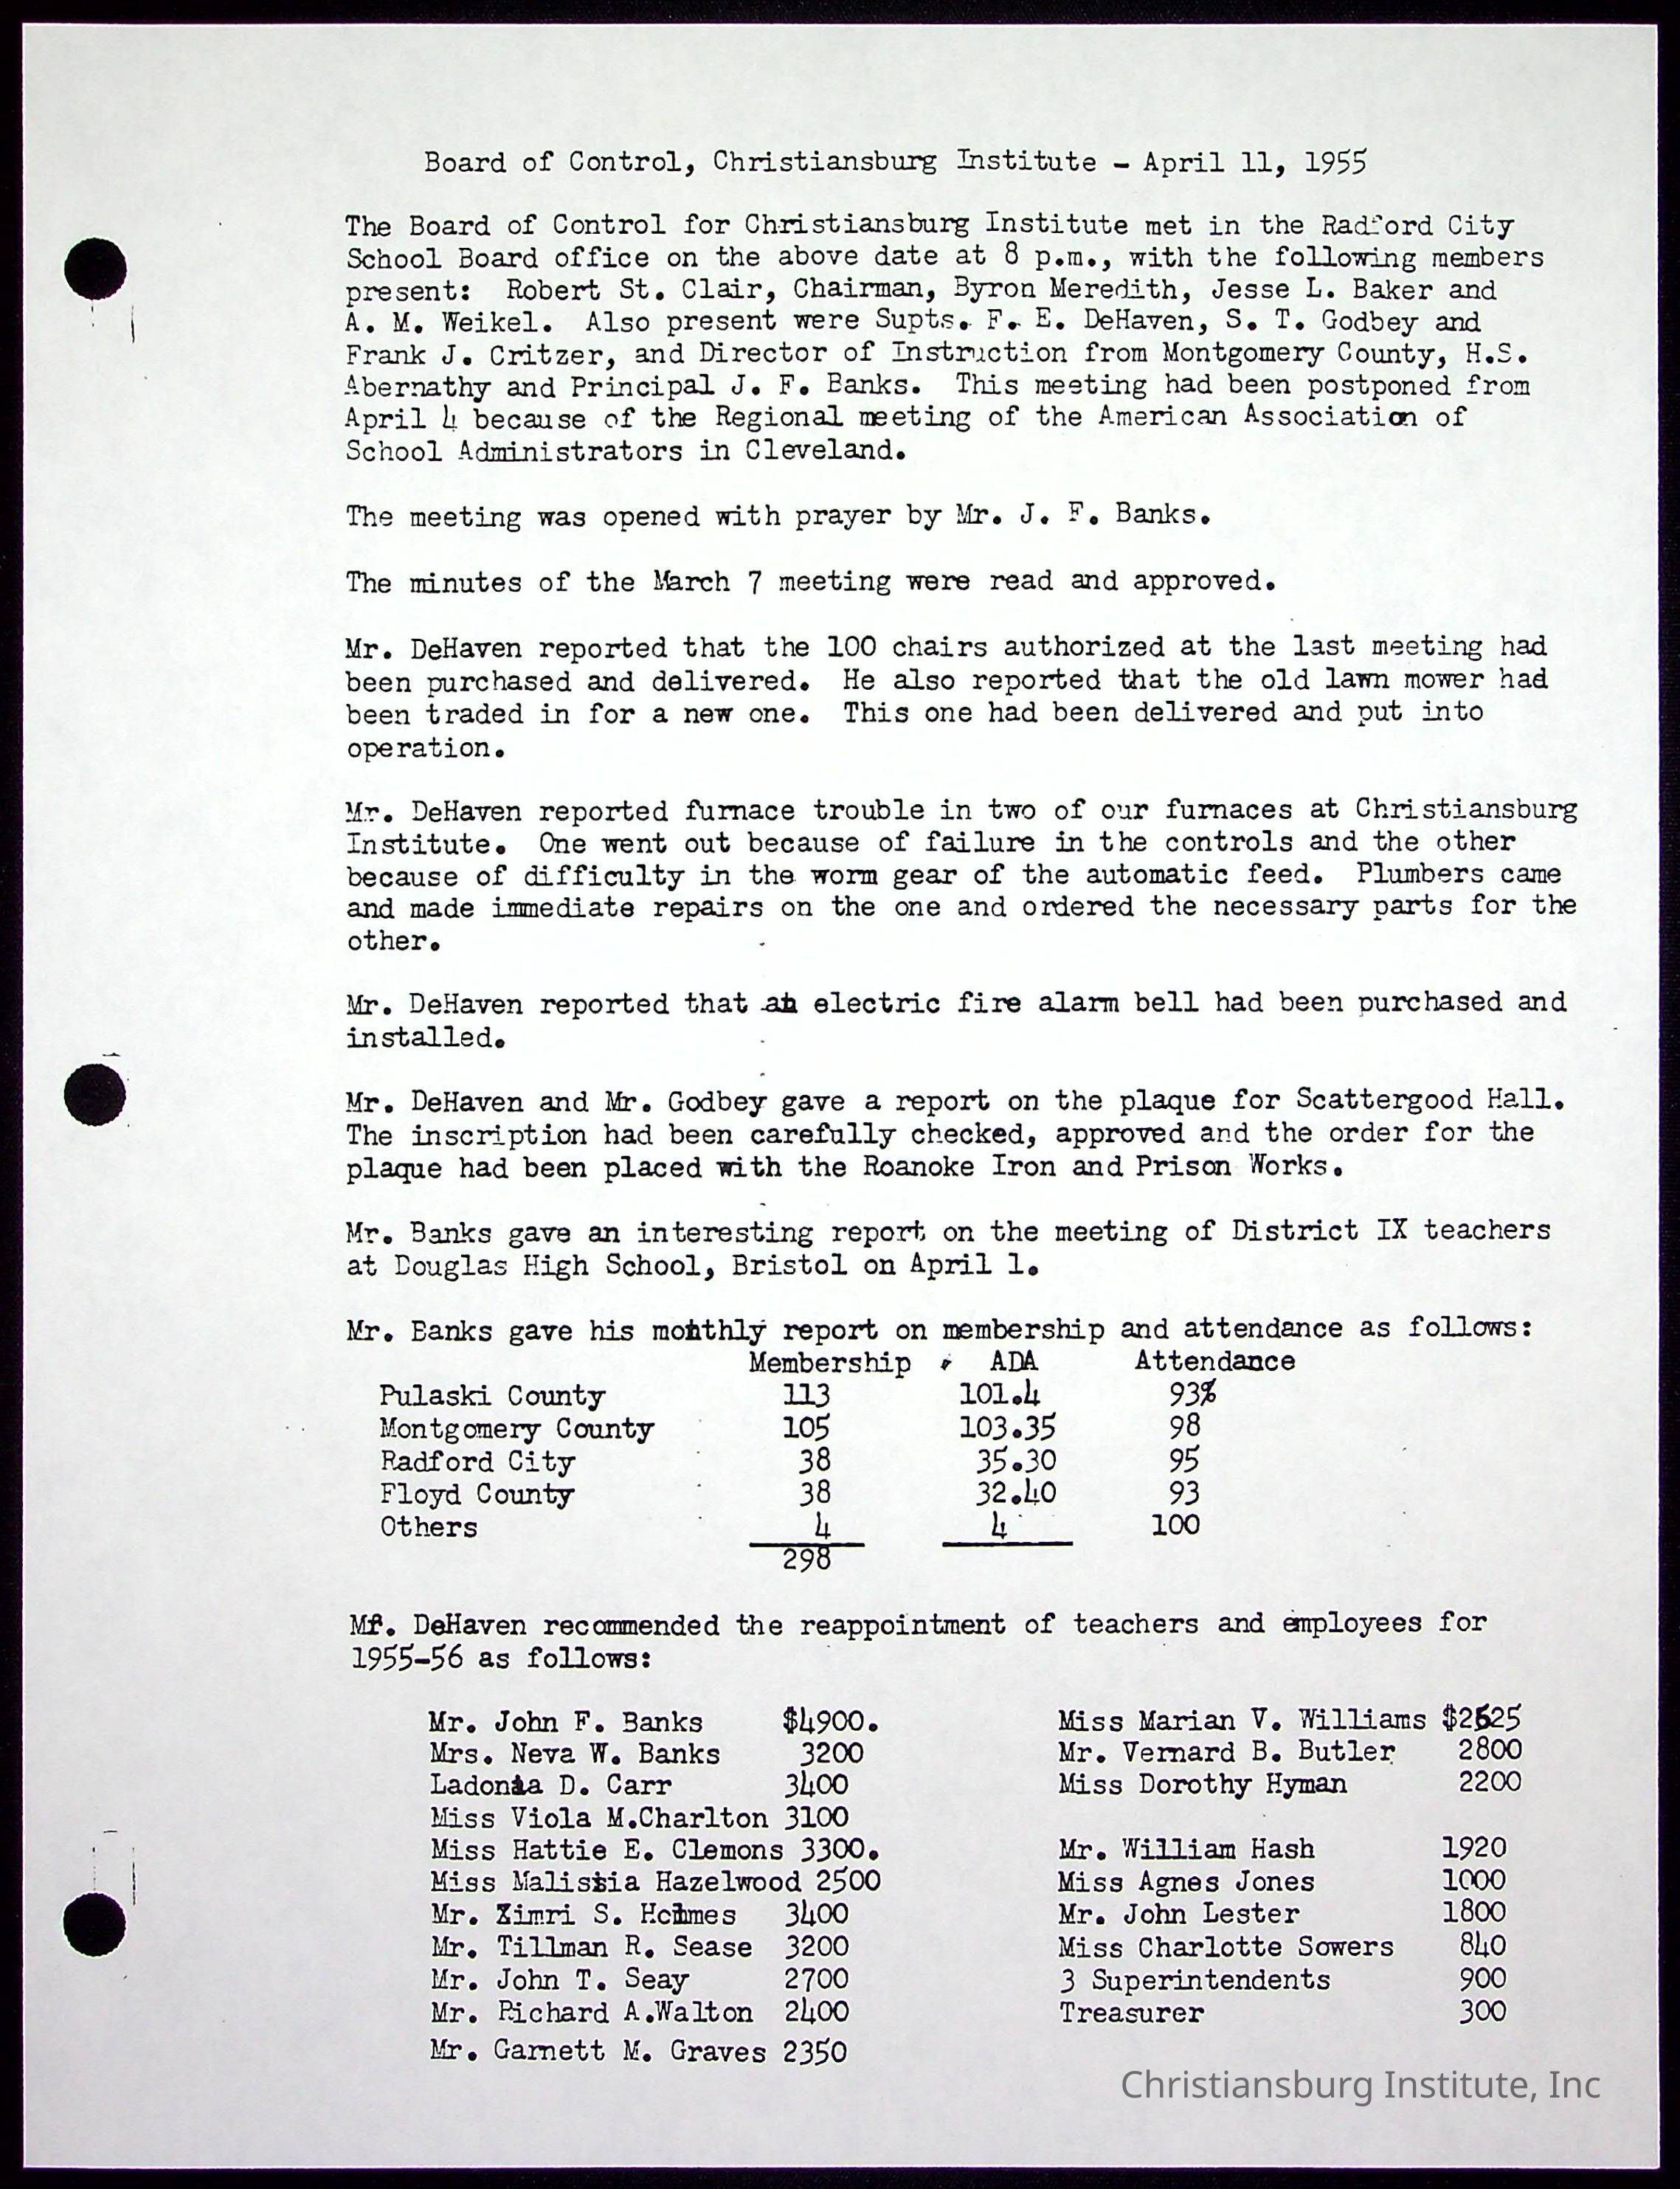 Board of Control, Christiansburg Institute - April 11, 1955
The Board of Control for Christiansburg Institute met in the Radford City
School Board office on the above date at 8 p.m., with the following members
present: Robert St. Clair, Chairman, Byron Meredith, Jesse L. Baker and
A. M. Weikel. Also present were Supts. F. E. DeHaven, S. T. Godbey and
Frank J. Critzer, and Director of Instruction from Montgomery County, H.S.
Abernathy and Principal J. F. Banks. This meeting had been postponed from
April 4 because of the Regional meeting of the American Association of
School Administrators in Cleveland.
The meeting was opened with prayer by Mr. J. F. Banks.
The minutes of the March 7 meeting were read and approved.
Mr. DeHaven reported that the 100 chairs authorized at the last meeting had
been purchased and delivered. He also reported that the old lawn mower had
been traded in for a new one. This one had been delivered and put into
operation.
Mr. DeHaven reported furnace trouble in two of our furnaces at Christiansburg
Institute. One went out because of failure in the controls and the other
because of difficulty in the worm gear of the automatic feed. Plumbers came
and made immediate repairs on the one and ordered the necessary parts for the
other.
Mr. DeHaven reported that an electric fire alarm bell had been purchased and
installed.
Mr. DeHaven and Mr. Godbey gave a report on the plaque for Scattergood Hall.
The inscription had been carefully checked, approved and the order for the
plaque had been placed with the Roanoke Iron and Prison Works.
Mr. Banks gave an interesting report on the meeting of District IX teachers
at Douglas High School, Bristol on April 1.
Mr. Banks gave his monthly report on membership and attendance as follows:
Membership ADA Attendance
Pulaski County 113 101.4 93%
Montgomery County 105 103.35 98
Radford City 38 35.30 95
Floyd County 38 32.40 93
Others 4 4 100
298
Mr. DeHaven recommended the reappointment of teachers and employees for
1955-56 as follows:
Mr. John F. Banks $4900. Miss Marian V. Williams $2625
Mrs. Neva W. Banks 3200 Mr. Vernard B. Butler 2800
Ladonia D. Carr 3400 Miss Dorothy Hyman 2200
Miss Viola M.Charlton 3100
Miss Hattie E. Clemons 3300. Mr. William Hash 1920
Miss Malissia Hazelwood 2500 Miss Agnes Jones 1000
Mr. Zimri S. Holmes 3400 Mr. John Lester 1800
Mr. Tillman R. Sease 3200 Miss Charlotte Sowers 840
Mr. John T. Seay 2700 3 Superintendents 900
Mr. Richard A.Walton 2400 Treasurer 300
Mr. Garnett M. Graves 2350
Christiansburg Institute, Inc